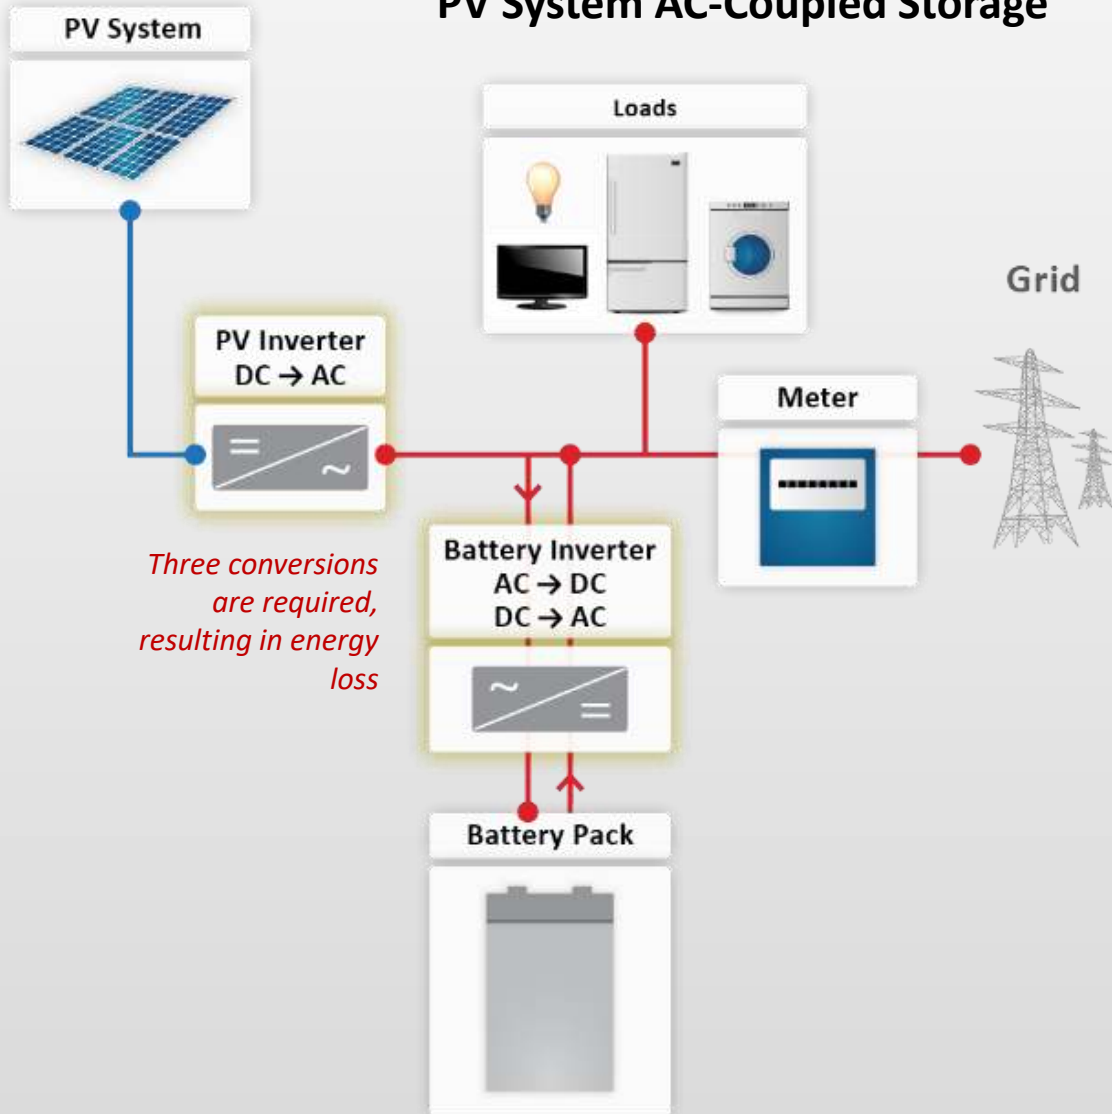 PV System AC-Coupled Storage
PV System
Loads
Grid
PV Inverter
DC → AC
Meter
Three conversions
are required,
resulting in energy
loss
Battery Inverter
AC → DC
DC → AC
Battery Pack